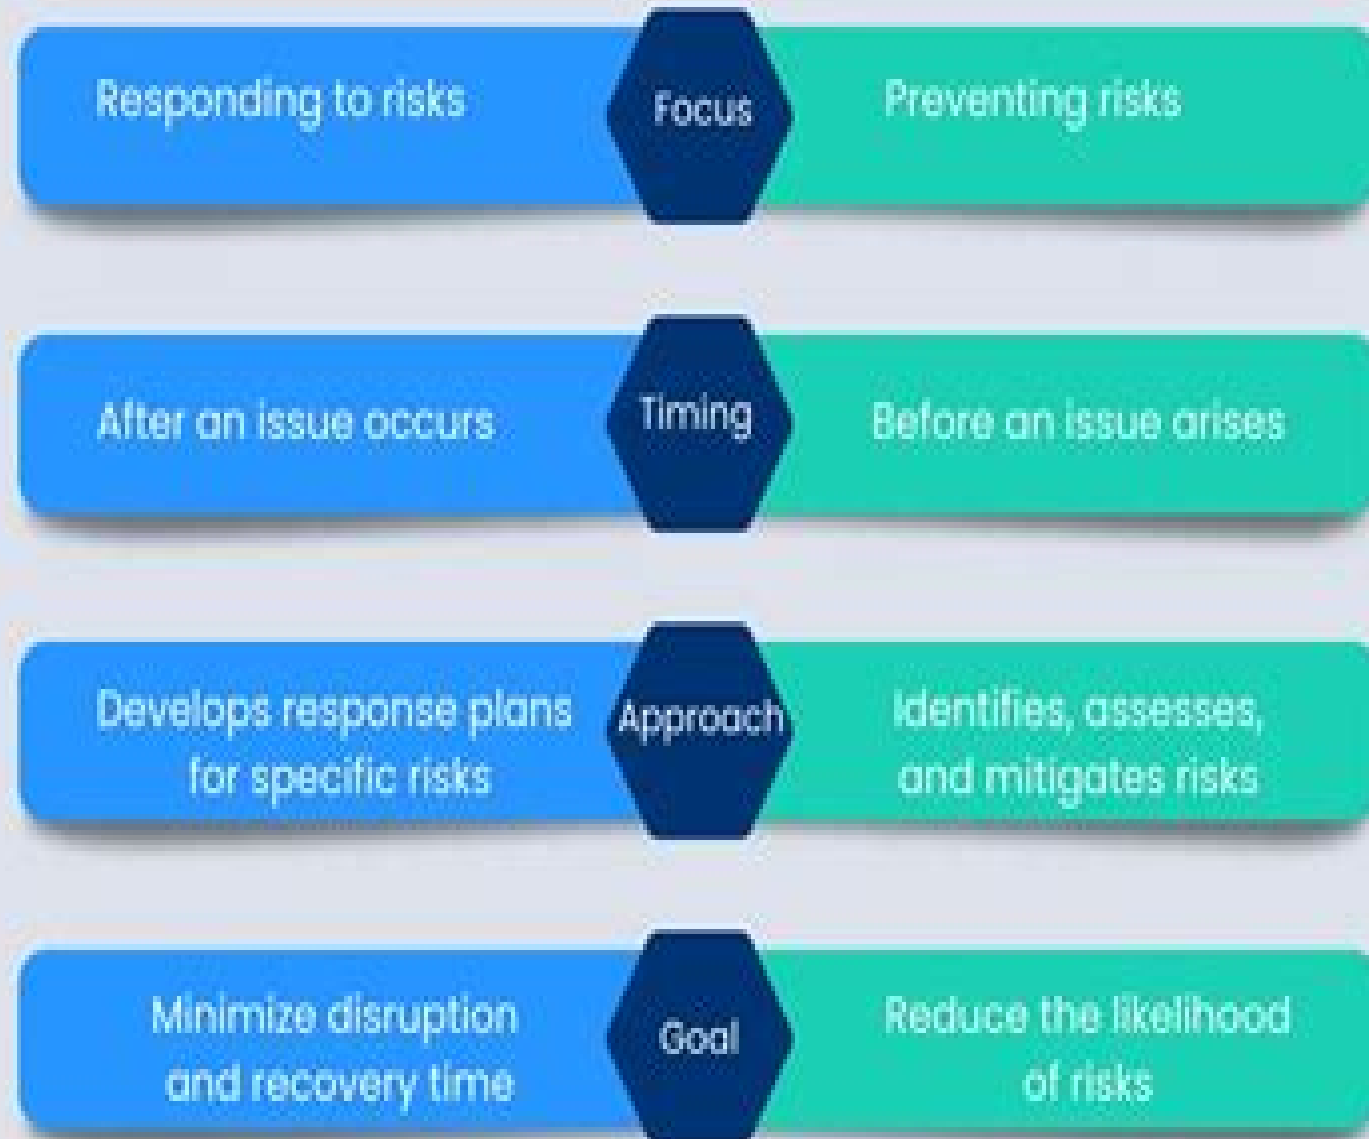 Responding to risks
Focus
Preventing risks
After an issue occurs
Timing
Before an issue arises
Develops response plans
for specific risks
Approach
Identifies, assesses,
and mitigates risks
Minimize disruption
and recovery time
Goal
Reduce the likelihood
of risks